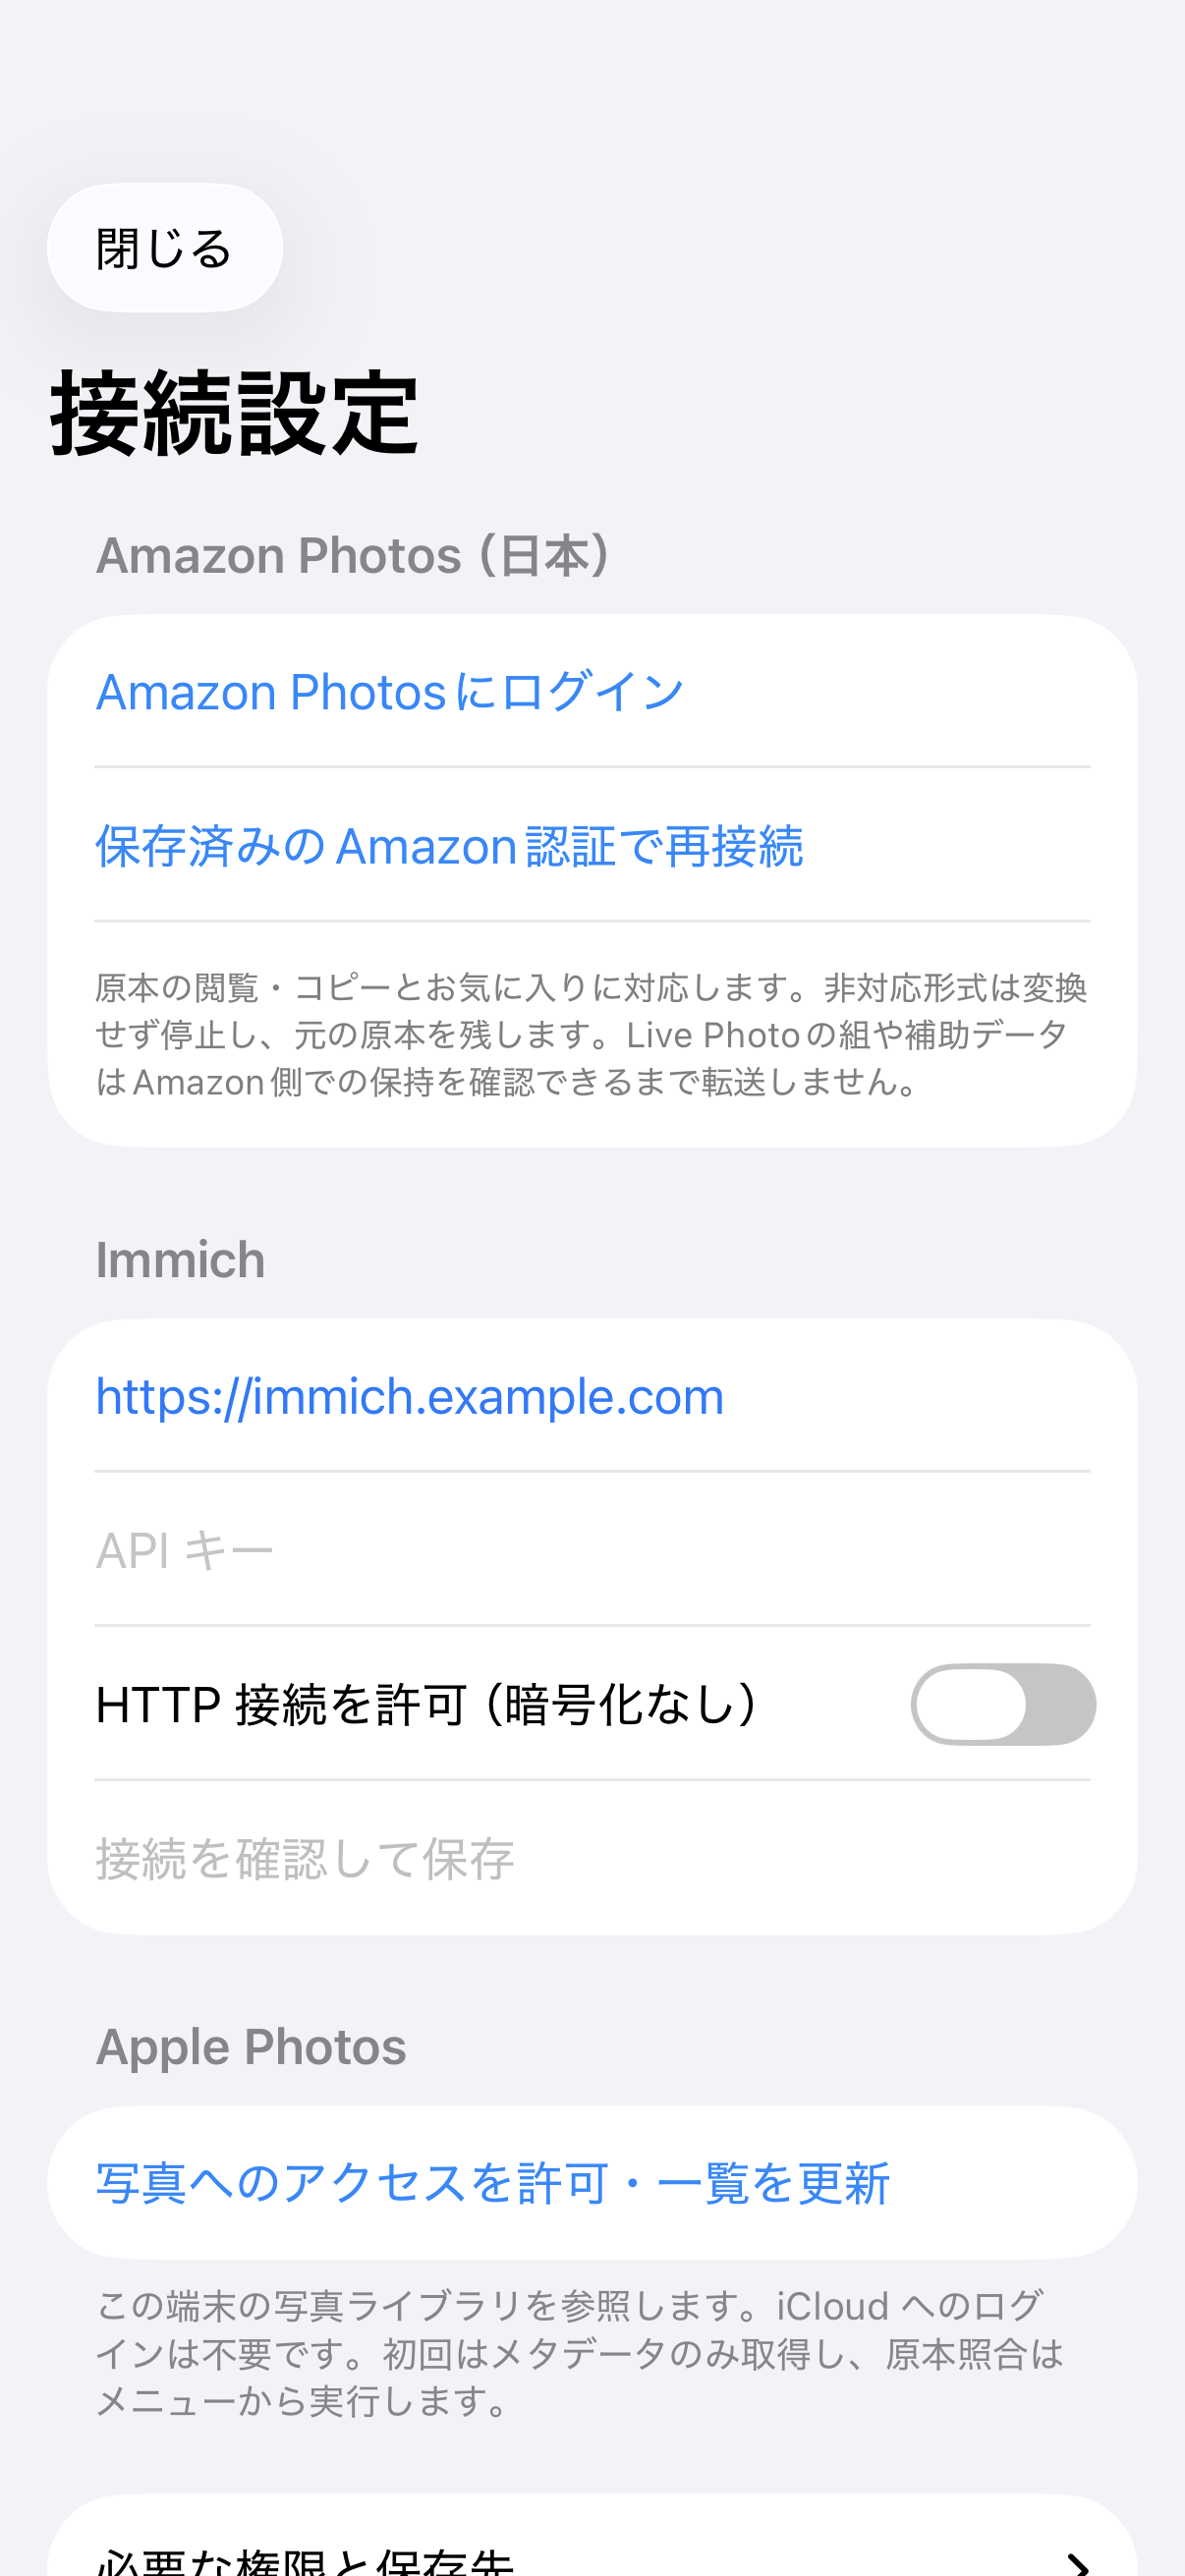 閉じる
接続設定
Amazon Photos（日本）
Amazon Photosにログイン
保存済みのAmazon認証で再接続
原本の閲覧・コピーとお気に入りに対応します。非対応形式は変換
せず停止し、元の原本を残します。Live Photoの組や補助データ
はAmazon側での保持を確認できるまで転送しません。
Immich
https://immich.example.com
API キー
HTTP 接続を許可（暗号化なし）
接続を確認して保存
Apple Photos
写真へのアクセスを許可・一覧を更新
この端末の写真ライブラリを参照します。iCloud へのログ
インは不要です。初回はメタデータのみ取得し、原本照合は
メニューから実行します。
必要な権限と保存先